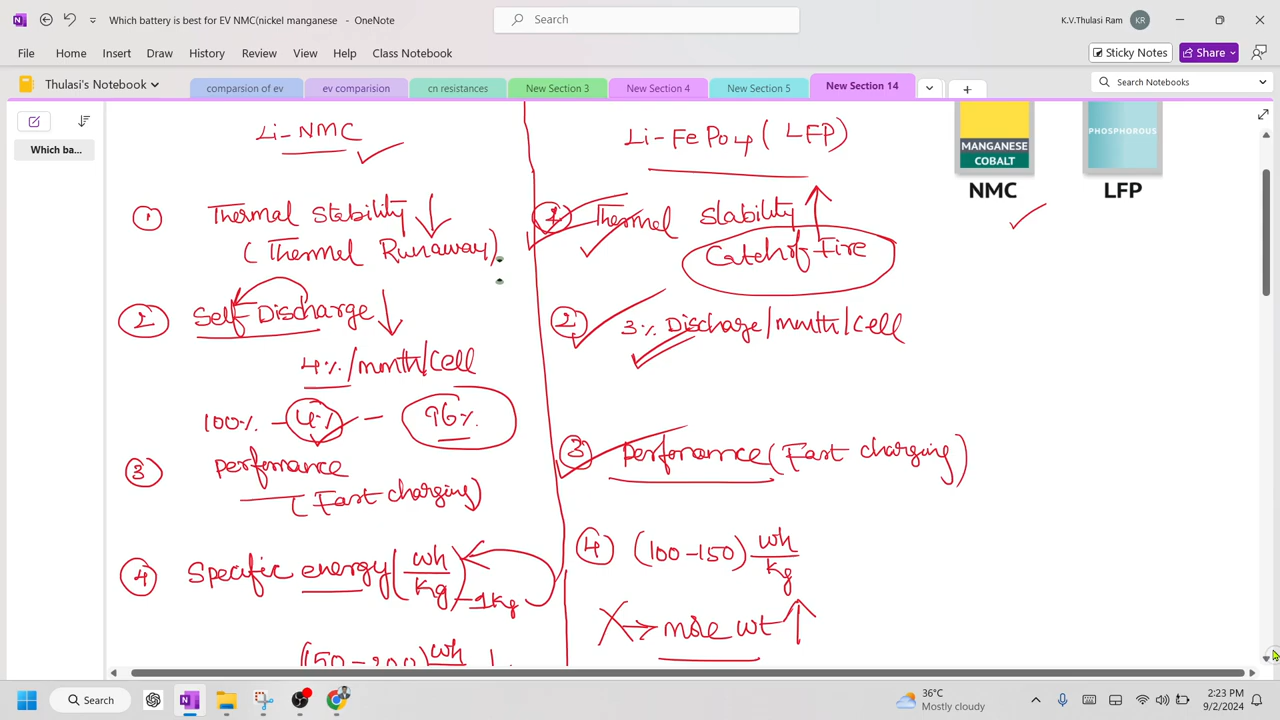 Which battery is best for EV NMC(nickel manganese - OneNote
Search
K.V.Thulasi Ram
KR
File Home Insert Draw History Review View Help Class Notebook
Sticky Notes
Share
Thulasi's Notebook
comparsion of ev
ev comparision
cn resistances
New Section 3
New Section 4
New Section 5
New Section 14
Search Notebooks
Which ba...
Li-NMC
① Thermal Stability
(Thermal Runaway)
② Self Discharge
4%/month/Cell
100% - 4% - 96%
③ performance
(Fast charging)
④ Specific energy (Wh/Kg) 1Kg
Li-FePo4 (LFP)
① Thermal Stability
Catch of Fire
② 3% Discharge/month/Cell
③ performance (Fast charging)
④ (100-150) Wh/kg
X → more wt ↑
MANGANESE
COBALT
NMC
PHOSPHOROUS
LFP
Search
36°C
Mostly cloudy
2:23 PM
9/2/2024